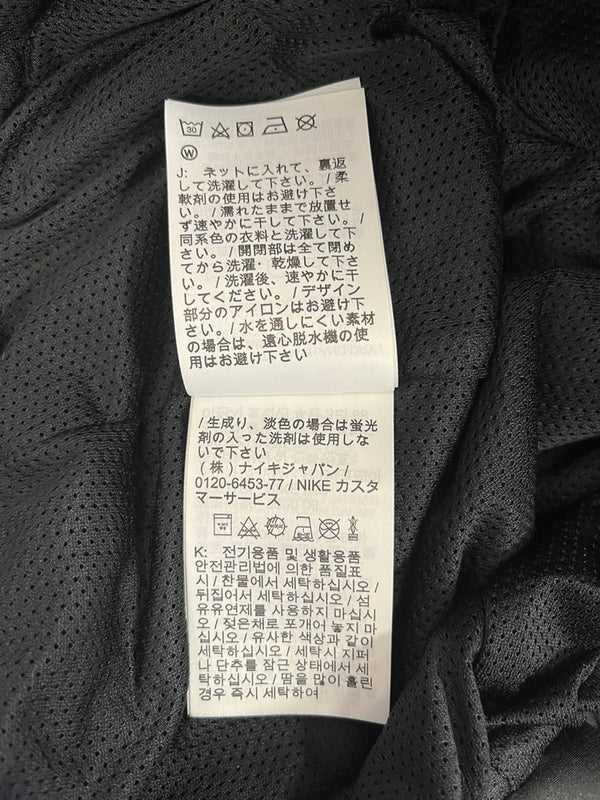 30
W
J: ネットに入れて、裏返
して洗濯して下さい。/ 柔
軟剤の使用はお避け下さ
い。/ 濡れたままで放置せ
ず速やかに干して下さい。/
同系色の衣料と洗濯して下
さい。/ 開閉部は全て閉め
てから洗濯・乾燥して下さ
い。/ 洗濯後、速やかに干
してください。/ デザイン
部分のアイロンはお避け下
さい。/ 水を通しにくい素材
の場合は、遠心脱水機の使
用はお避け下さい
/ 生成り、淡色の場合は蛍光
剤の入った洗剤は使用しな
いで下さい
(株) ナイキジャパン /
0120-6453-77 / NIKE カスタ
マーサービス
K: 전기용품 및 생활용품
안전관리법에 의한 품질표
시 / 찬물에서 세탁하십시오 /
뒤집어서 세탁하십시오 / 섬
유유연제를 사용하지 마십시
오 / 젖은채로 포개어 놓지 마
십시오 / 유사한 색상과 같이
세탁하십시오 / 세탁시 지퍼
나 단추를 잠근 상태에서 세
탁하십시오 / 땀을 많이 흘린
경우 즉시 세탁하여